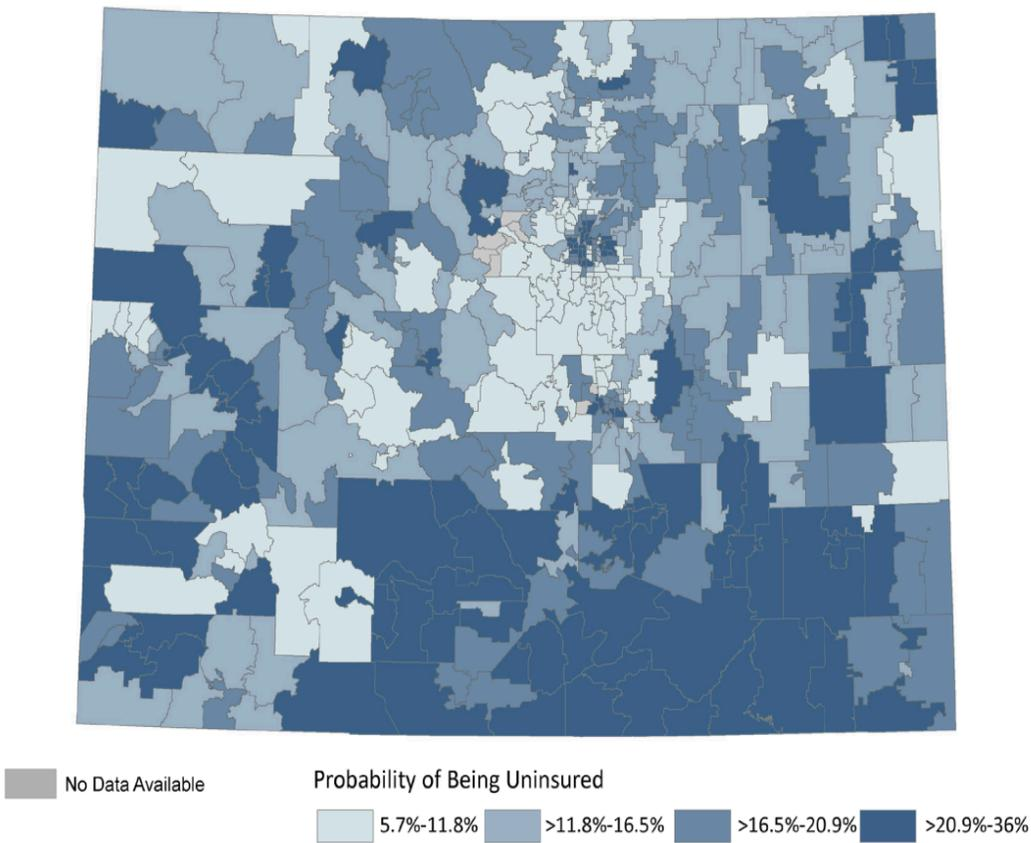 No Data Available
Probability of Being Uninsured
5.7%-11.8%
>11.8%-16.5%
>16.5%-20.9%
>20.9%-36%